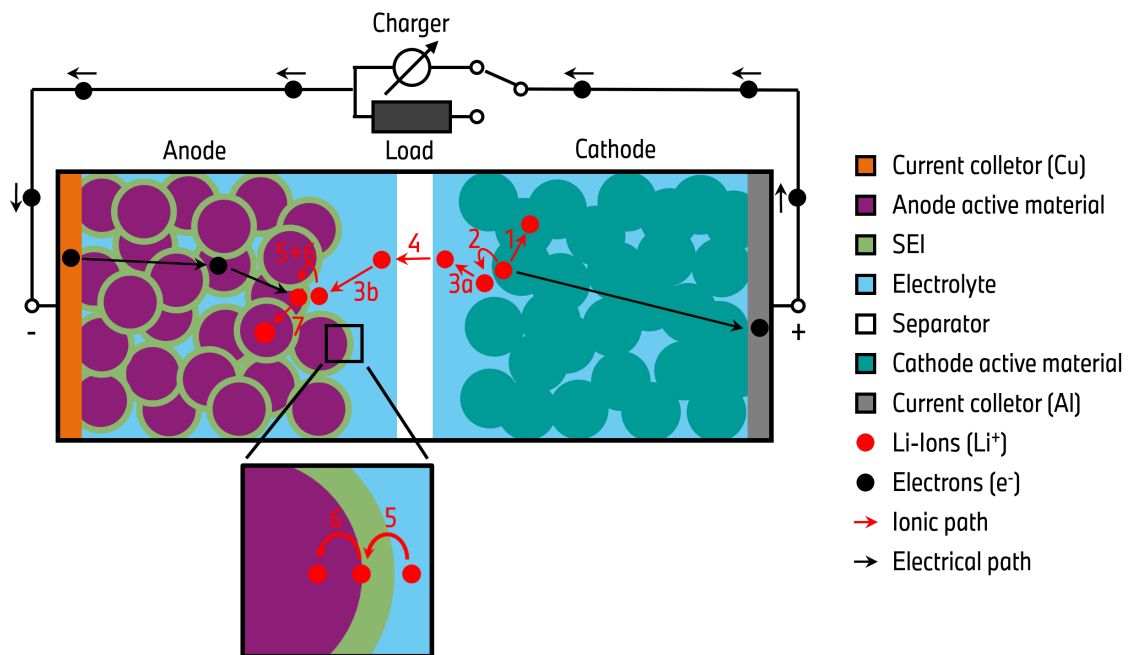 Charger
Anode
Load
Cathode
5+6
3b
4
3a
2
1
7
-
+
6
5
Current colletor (Cu)
Anode active material
SEI
Electrolyte
Separator
Cathode active material
Current colletor (Al)
Li-Ions (Li⁺)
Electrons (e⁻)
Ionic path
Electrical path